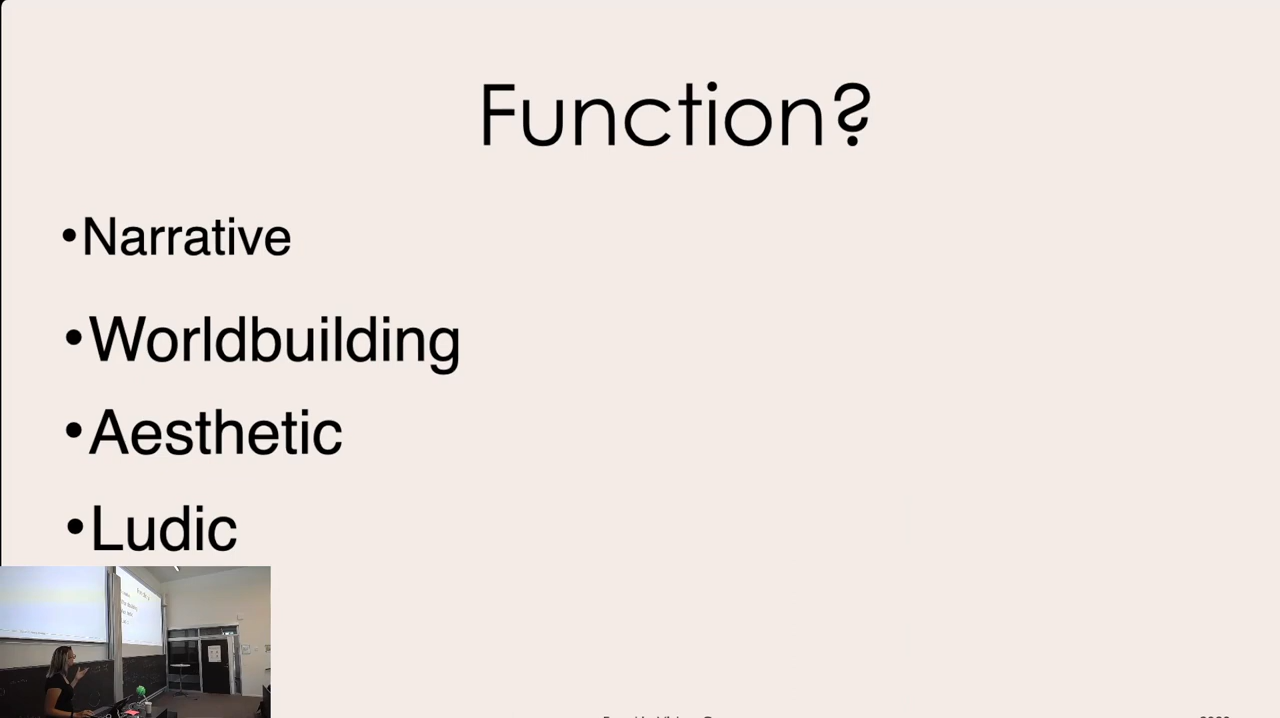 Function?
•Narrative
•Worldbuilding
•Aesthetic
•Ludic